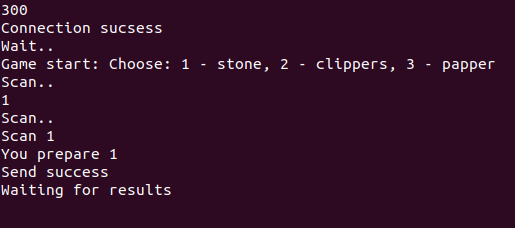 300
Connection sucsess
Wait..
Game start: Choose: 1 - stone, 2 - clippers, 3 - papper
Scan..
1
Scan..
Scan 1
You prepare 1
Send success
Waiting for results